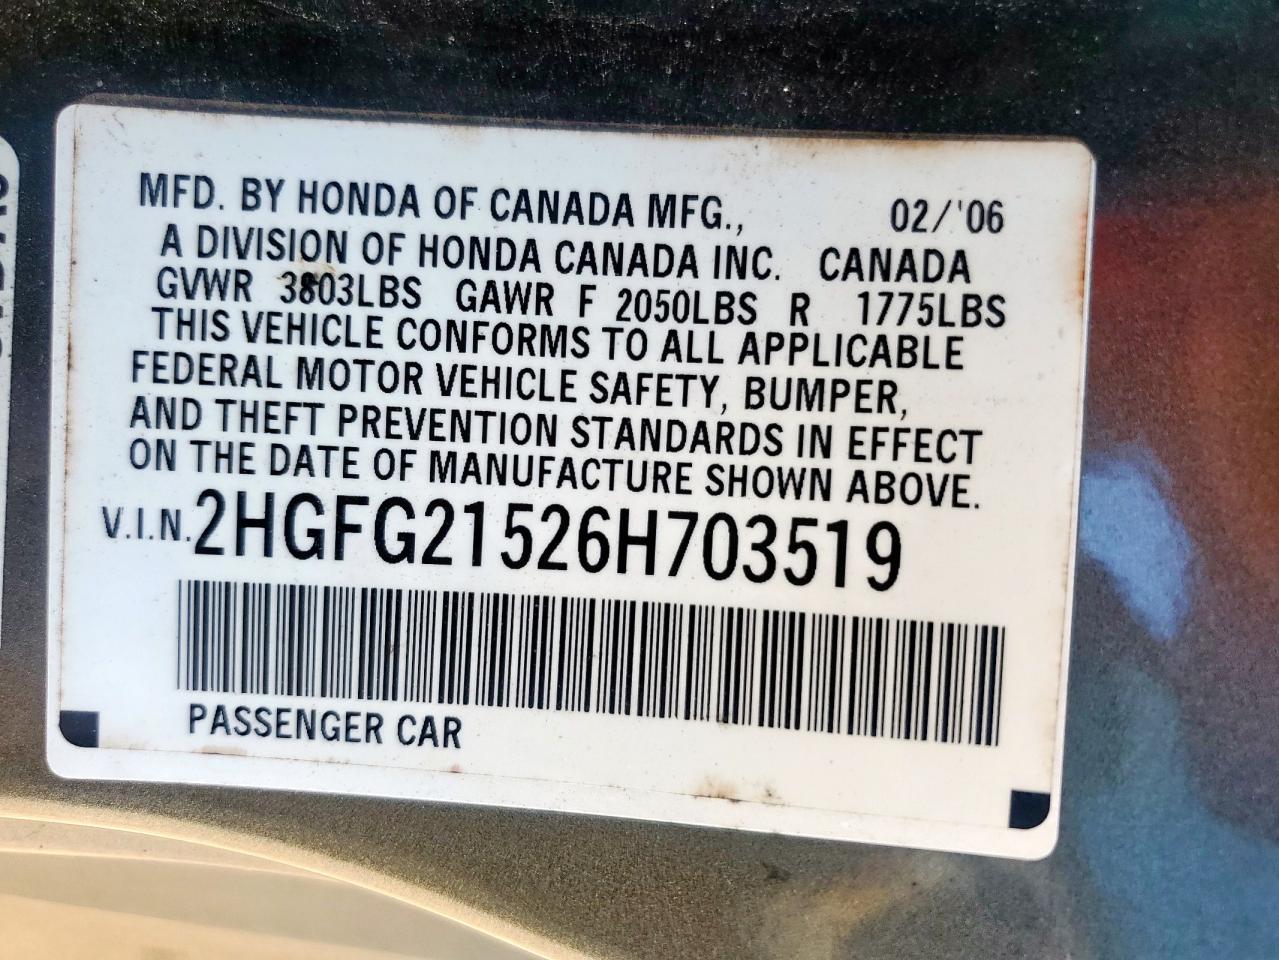 MFD. BY HONDA OF CANADA MFG., 02/'06
A DIVISION OF HONDA CANADA INC. CANADA
GVWR 3803LBS GAWR F 2050LBS R 1775LBS
THIS VEHICLE CONFORMS TO ALL APPLICABLE
FEDERAL MOTOR VEHICLE SAFETY, BUMPER,
AND THEFT PREVENTION STANDARDS IN EFFECT
ON THE DATE OF MANUFACTURE SHOWN ABOVE.
V.I.N. 2HGFG21526H703519
PASSENGER CAR